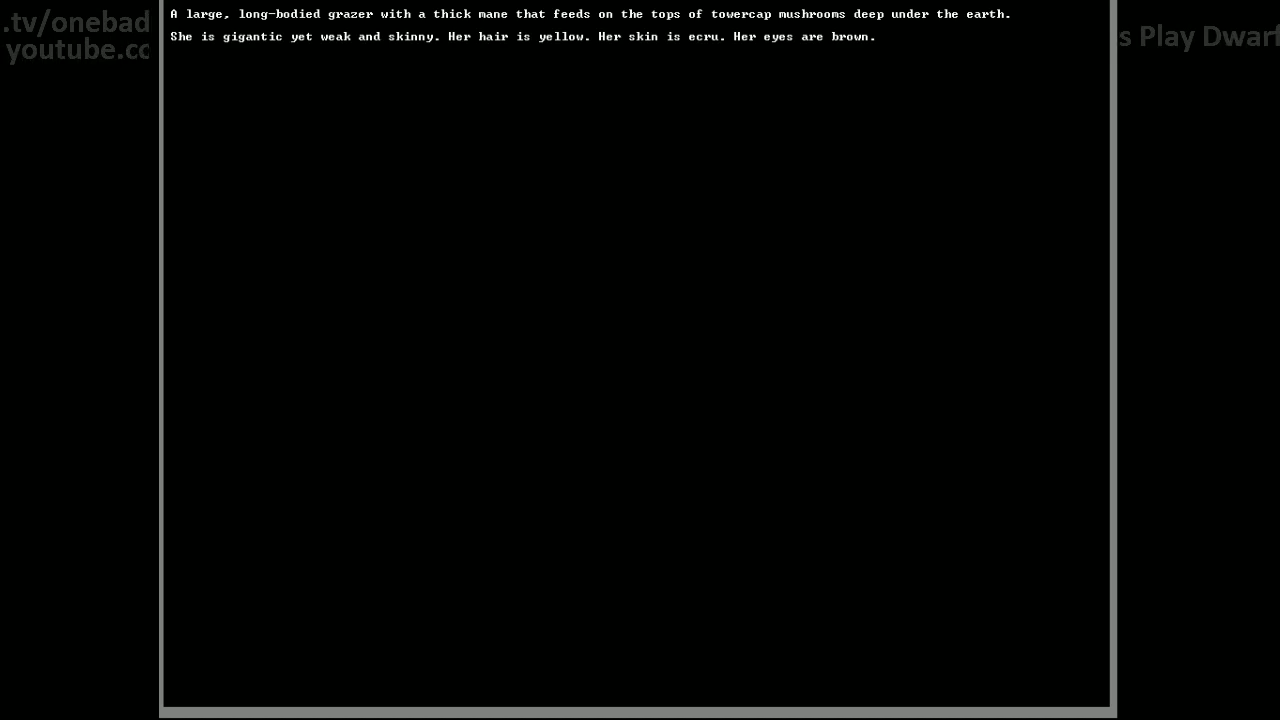 .tv/onebad
youtube.cc
A large, long-bodied grazer with a thick mane that feeds on the tops of towercap mushrooms deep under the earth.
She is gigantic yet weak and skinny. Her hair is yellow. Her skin is ecru. Her eyes are brown.
s Play Dwarf